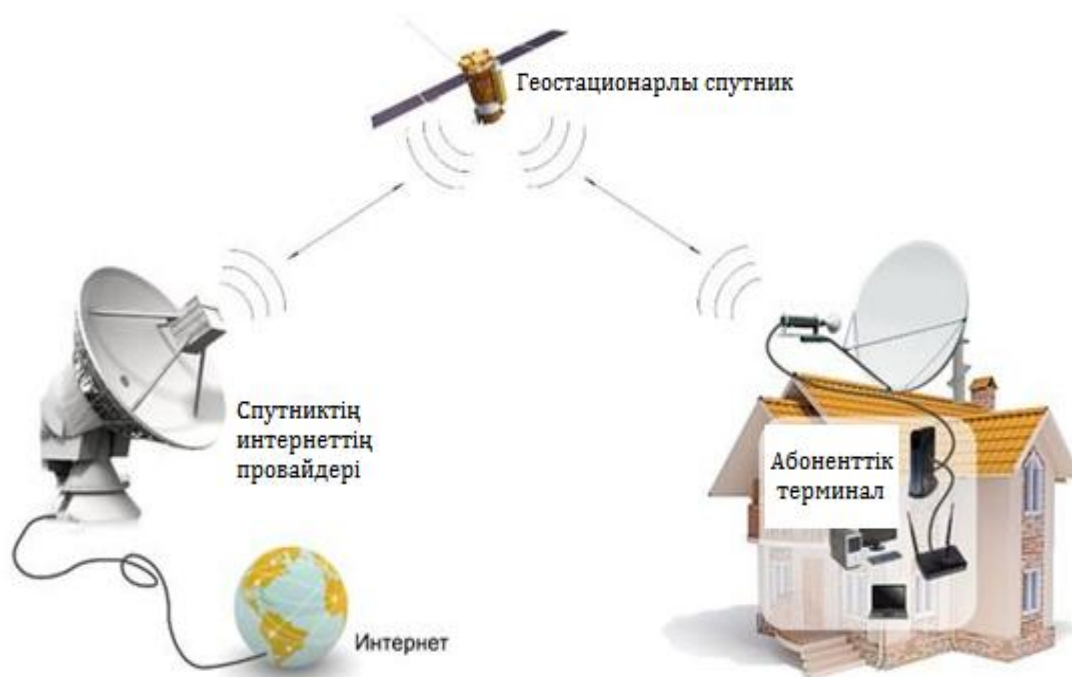 Геостационарлы спутник
Спутниктің
интернеттің
провайдері
Абоненттік
терминал
Интернет